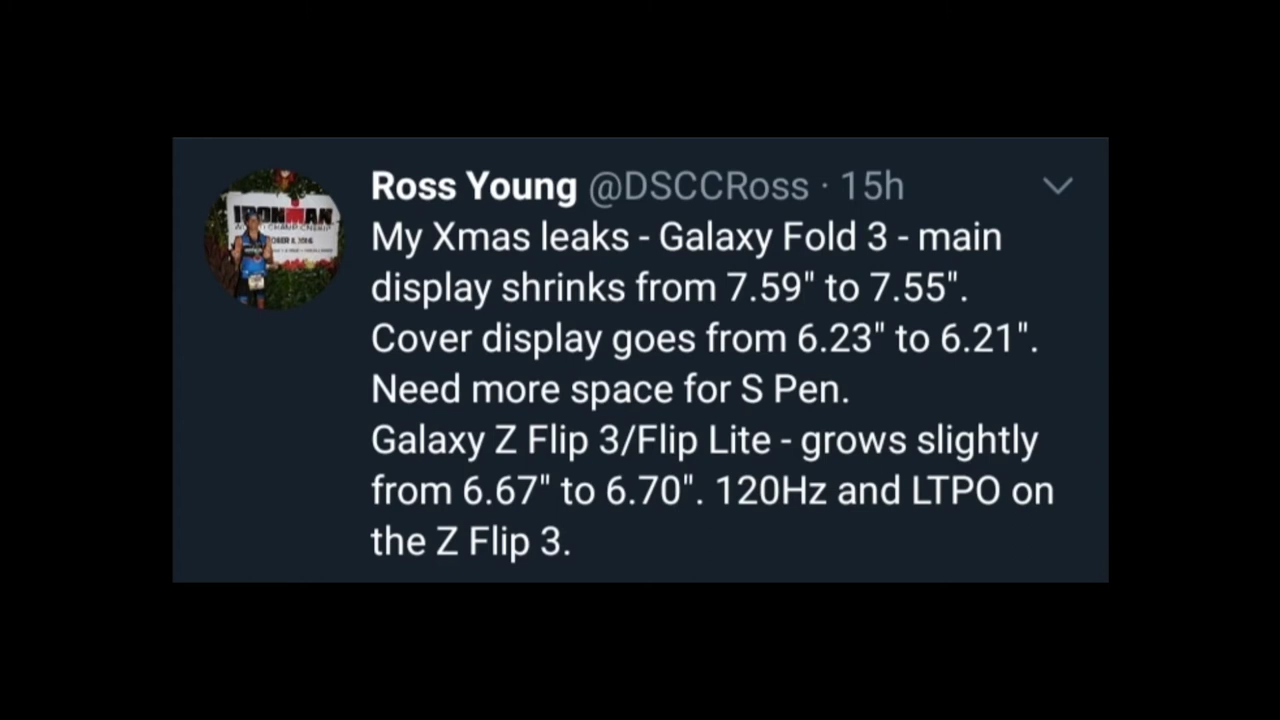 Ross Young @DSCCRoss · 15h
My Xmas leaks - Galaxy Fold 3 - main
display shrinks from 7.59" to 7.55".
Cover display goes from 6.23" to 6.21".
Need more space for S Pen.
Galaxy Z Flip 3/Flip Lite - grows slightly
from 6.67" to 6.70". 120Hz and LTPO on
the Z Flip 3.
IRONMAN
WORLD CHAMPIONSHIP